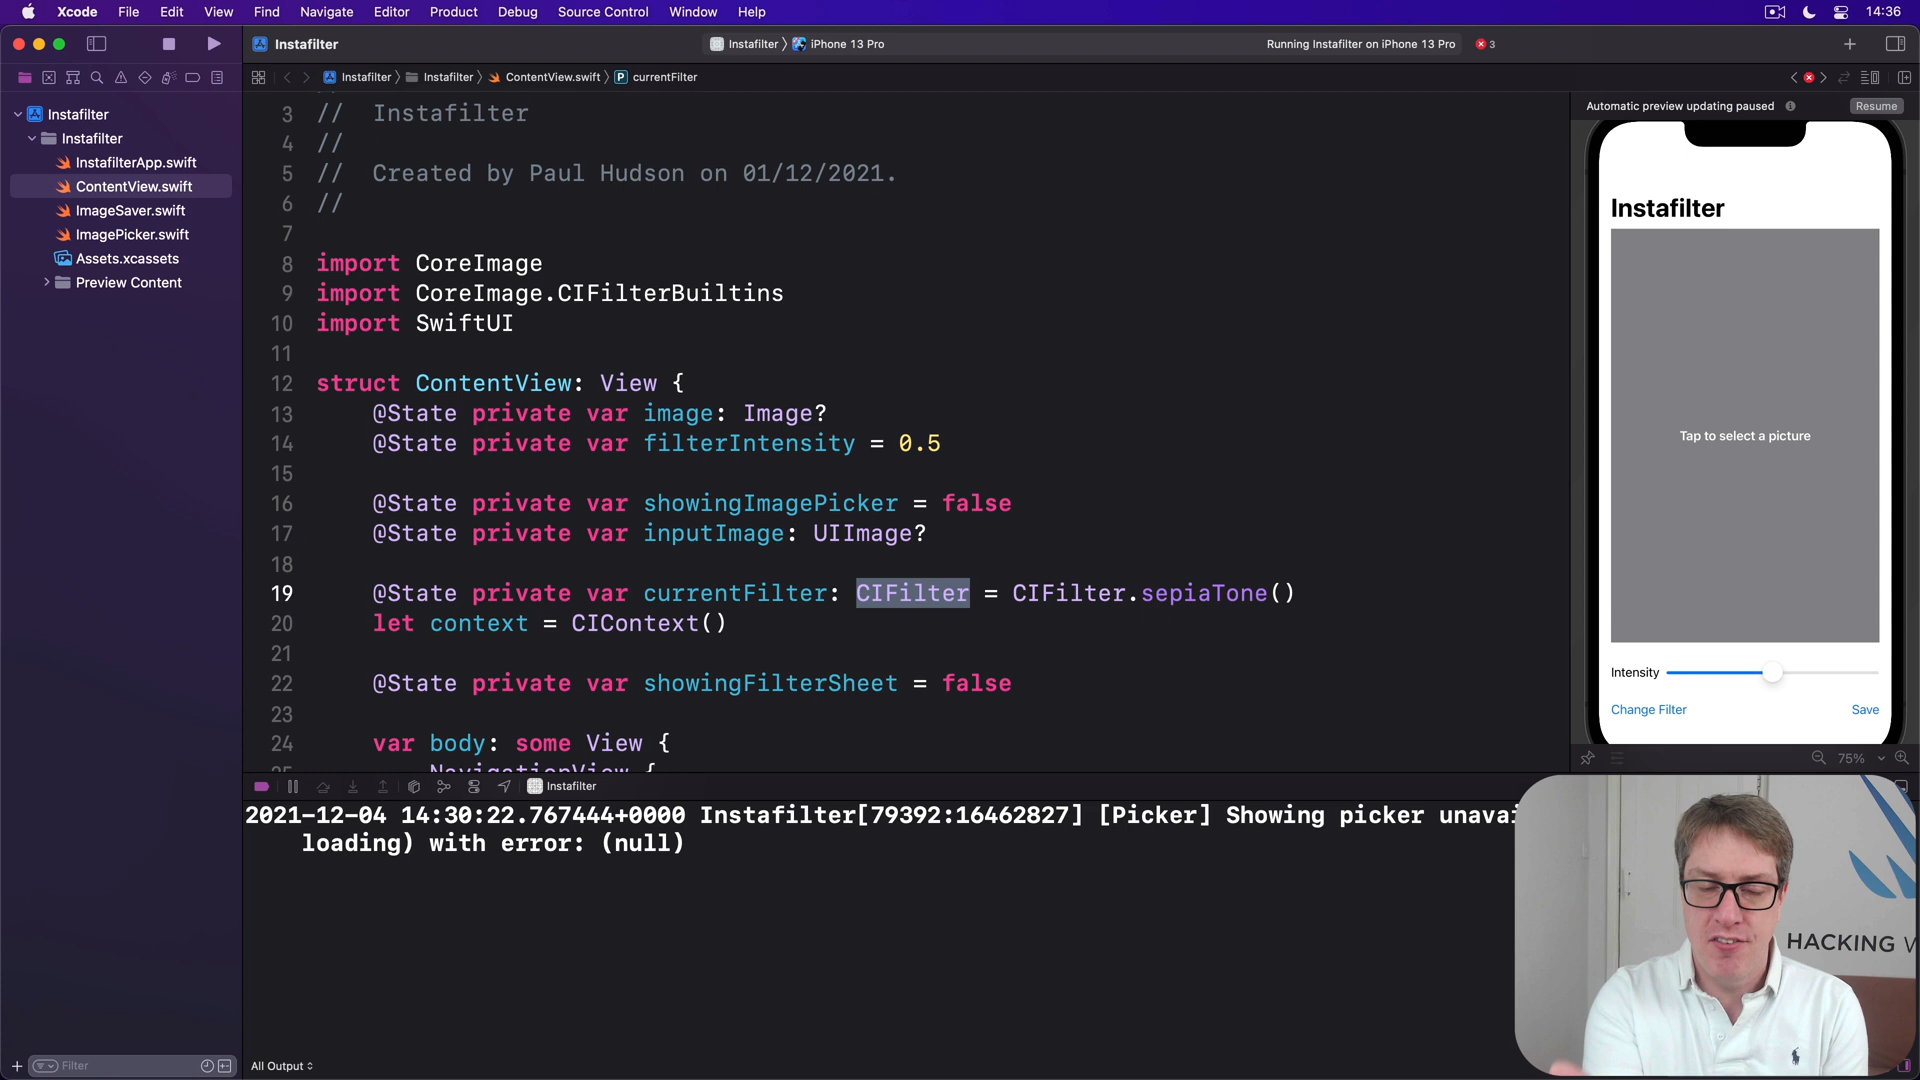 Xcode File Edit View Find Navigate Editor Product Debug Source Control Window Help 14:36
Instafilter
Instafilter iPhone 13 Pro
Running Instafilter on iPhone 13 Pro 3
Instafilter Instafilter ContentView.swift P currentFilter
Instafilter
Instafilter
InstafilterApp.swift
ContentView.swift
ImageSaver.swift
ImagePicker.swift
Assets.xcassets
Preview Content
3 // Instafilter
4 //
5 // Created by Paul Hudson on 01/12/2021.
6 //
7
8 import CoreImage
9 import CoreImage.CIFilterBuiltins
10 import SwiftUI
11
12 struct ContentView: View {
13 @State private var image: Image?
14 @State private var filterIntensity = 0.5
15
16 @State private var showingImagePicker = false
17 @State private var inputImage: UIImage?
18
19 @State private var currentFilter: CIFilter = CIFilter.sepiaTone()
20 let context = CIContext()
21
22 @State private var showingFilterSheet = false
23
24 var body: some View {
25 NavigationView {
Automatic preview updating paused Resume
Instafilter
Tap to select a picture
Intensity
Change Filter Save
75%
Instafilter
2021-12-04 14:30:22.767444+0000 Instafilter[79392:16462827] [Picker] Showing picker
loading) with error: (null)
HACKING
Filter
All Output